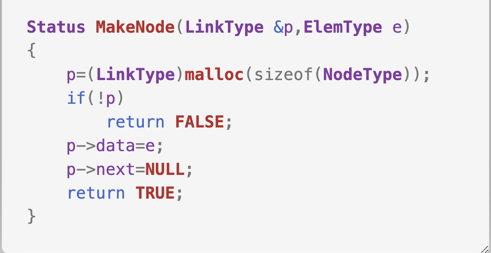 Status MakeNode(LinkType &p,ElemType e)
{
    p=(LinkType)malloc(sizeof(NodeType));
    if(!p)
        return FALSE;
    p->data=e;
    p->next=NULL;
    return TRUE;
}